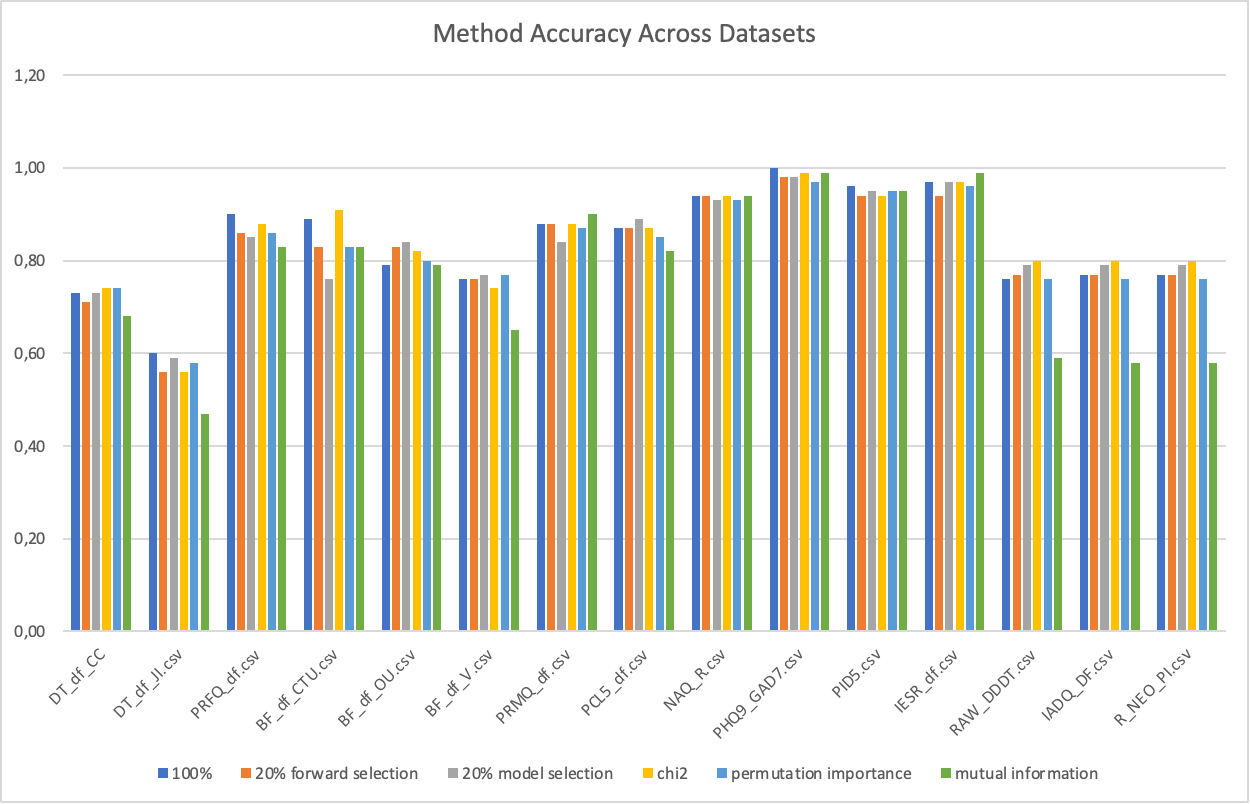 Method Accuracy Across Datasets
1,20
1,00
0,80
0,60
0,40
0,20
0,00
DT_df_CC
DT_df_JI.csv
PRFQ_df.csv
BF_df_CTU.csv
BF_df_OU.csv
BF_df_V.csv
PRMQ_df.csv
PCL5_df.csv
NAQ_R.csv
PHQ9_GAD7.csv
PID5.csv
IESR_df.csv
RAW_DDDT.csv
IADQ_DF.csv
R_NEO_PI.csv
100% 20% forward selection 20% model selection chi2 permutation importance mutual information